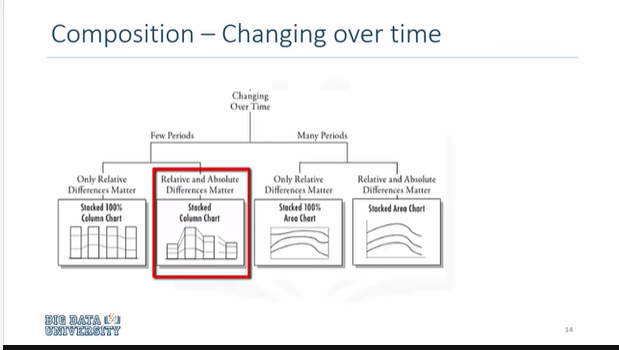 Composition – Changing over time
Changing
Over Time
Few Periods
Many Periods
Only Relative
Differences Matter
Relative and Absolute
Differences Matter
Only Relative
Differences Matter
Relative and Absolute
Differences Matter
Stacked 100%
Column Chart
Stacked
Column Chart
Stacked 100%
Area Chart
Stacked Area Chart
BIG DATA
UNIVERSITY
14